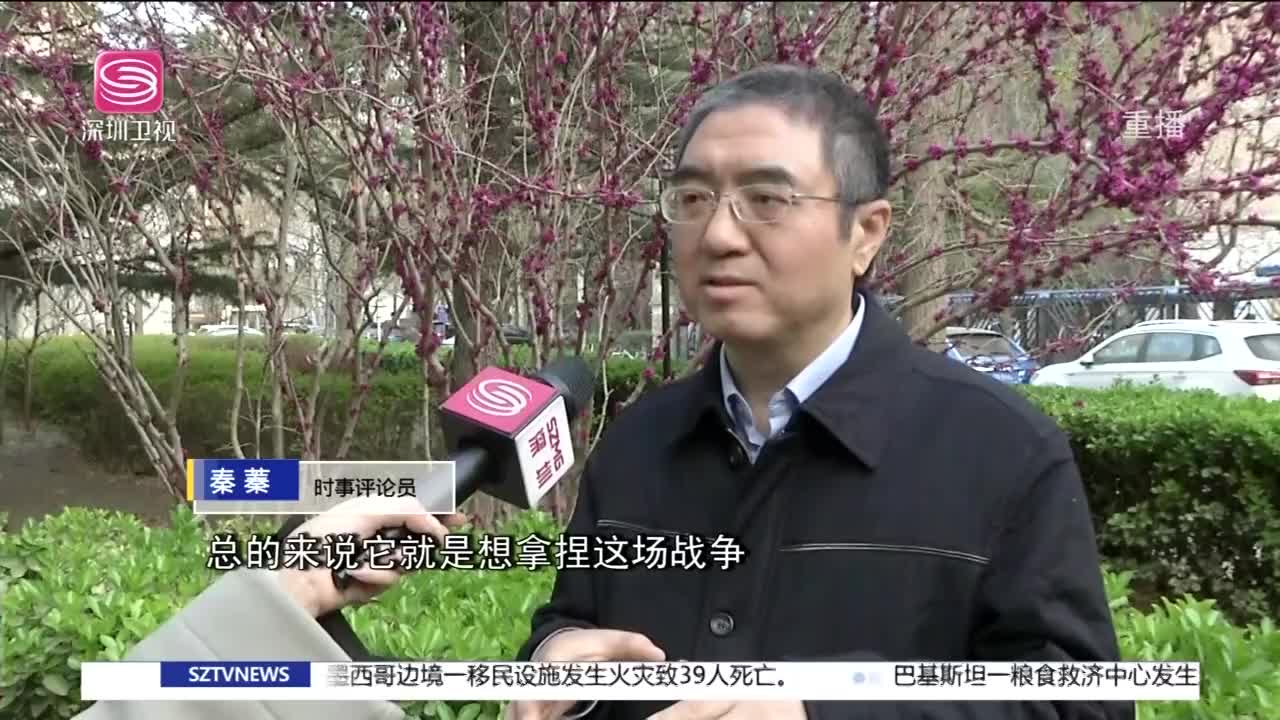 深圳卫视
重播
SZMG
秦蓁
时事评论员
总的来说它就是想拿捏这场战争
SZTVNEWS
墨西哥边境一移民设施发生火灾致39人死亡。
巴基斯坦一粮食救济中心发生